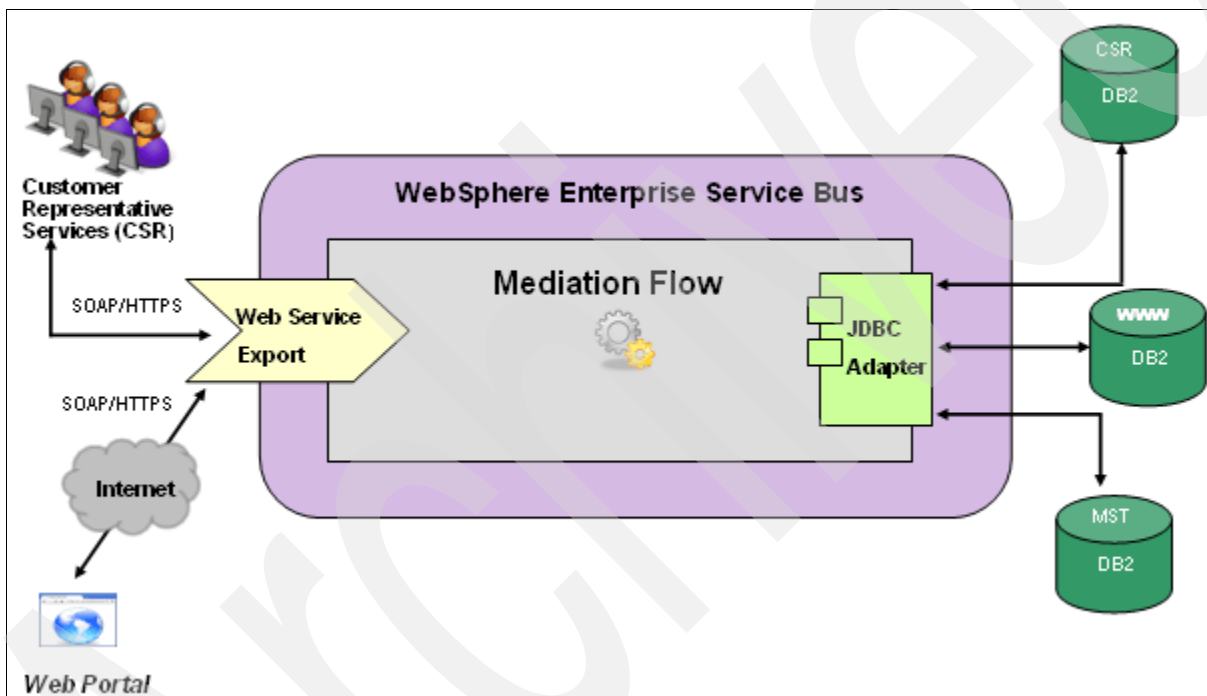 Customer
Representative
Services (CSR)
SOAP/HTTPS
SOAP/HTTPS
Internet
Web Portal
WebSphere Enterprise Service Bus
Mediation Flow
Web Service
Export
JDBC
Adapter
CSR
DB2
WWW
DB2
MST
DB2